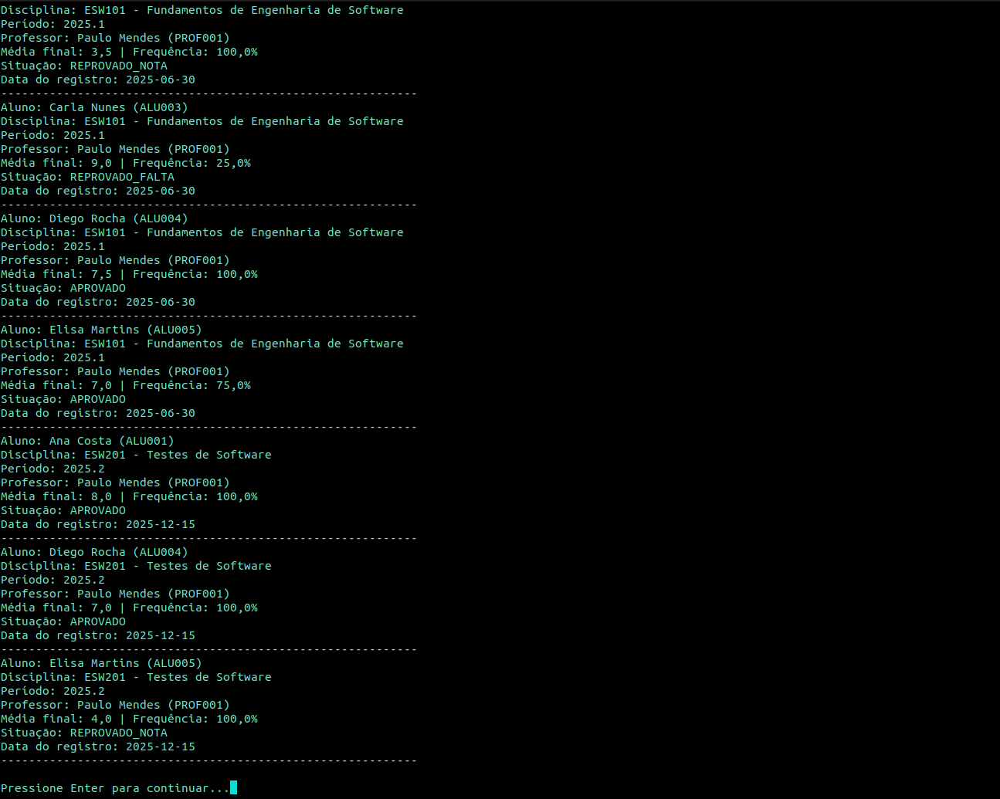 Disciplina: ESW101 - Fundamentos de Engenharia de Software
Período: 2025.1
Professor: Paulo Mendes (PROF001)
Média final: 3,5 | Frequência: 100,0%
Situação: REPROVADO_NOTA
Data do registro: 2025-06-30
------------------------------------------------------------
Aluno: Carla Nunes (ALU003)
Disciplina: ESW101 - Fundamentos de Engenharia de Software
Período: 2025.1
Professor: Paulo Mendes (PROF001)
Média final: 9,0 | Frequência: 25,0%
Situação: REPROVADO_FALTA
Data do registro: 2025-06-30
------------------------------------------------------------
Aluno: Diego Rocha (ALU004)
Disciplina: ESW101 - Fundamentos de Engenharia de Software
Período: 2025.1
Professor: Paulo Mendes (PROF001)
Média final: 7,5 | Frequência: 100,0%
Situação: APROVADO
Data do registro: 2025-06-30
------------------------------------------------------------
Aluno: Elisa Martins (ALU005)
Disciplina: ESW101 - Fundamentos de Engenharia de Software
Período: 2025.1
Professor: Paulo Mendes (PROF001)
Média final: 7,0 | Frequência: 75,0%
Situação: APROVADO
Data do registro: 2025-06-30
------------------------------------------------------------
Aluno: Ana Costa (ALU001)
Disciplina: ESW201 - Testes de Software
Período: 2025.2
Professor: Paulo Mendes (PROF001)
Média final: 8,0 | Frequência: 100,0%
Situação: APROVADO
Data do registro: 2025-12-15
------------------------------------------------------------
Aluno: Diego Rocha (ALU004)
Disciplina: ESW201 - Testes de Software
Período: 2025.2
Professor: Paulo Mendes (PROF001)
Média final: 7,0 | Frequência: 100,0%
Situação: APROVADO
Data do registro: 2025-12-15
------------------------------------------------------------
Aluno: Elisa Martins (ALU005)
Disciplina: ESW201 - Testes de Software
Período: 2025.2
Professor: Paulo Mendes (PROF001)
Média final: 4,0 | Frequência: 100,0%
Situação: REPROVADO_NOTA
Data do registro: 2025-12-15
------------------------------------------------------------
Pressione Enter para continuar...